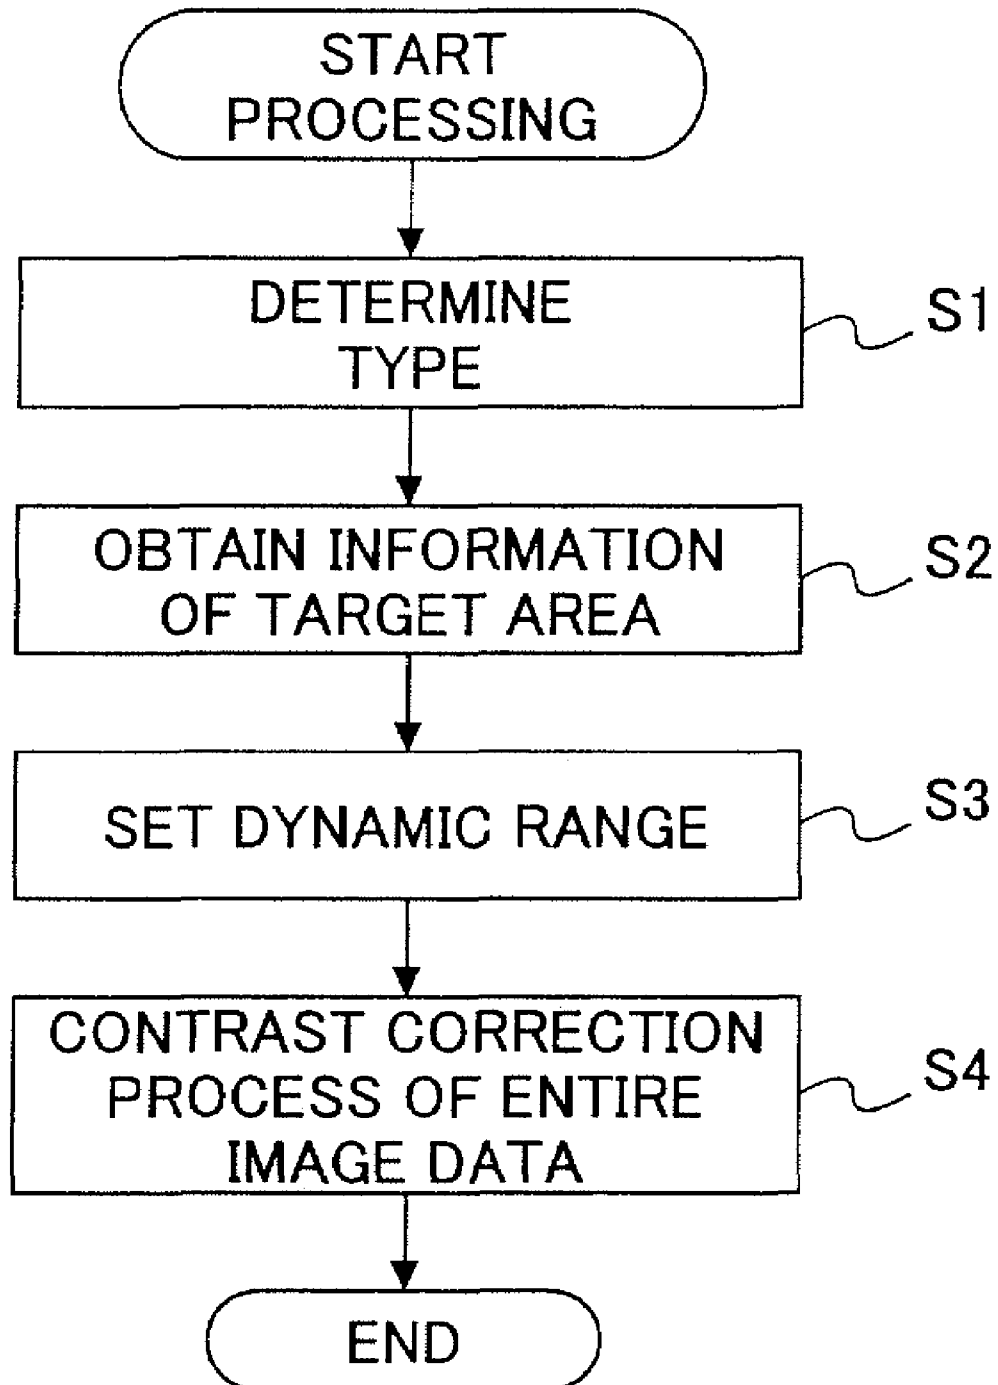 START
PROCESSING
DETERMINE
TYPE
S1
OBTAIN INFORMATION
OF TARGET AREA
S2
SET DYNAMIC RANGE
S3
CONTRAST CORRECTION
PROCESS OF ENTIRE
IMAGE DATA
S4
END